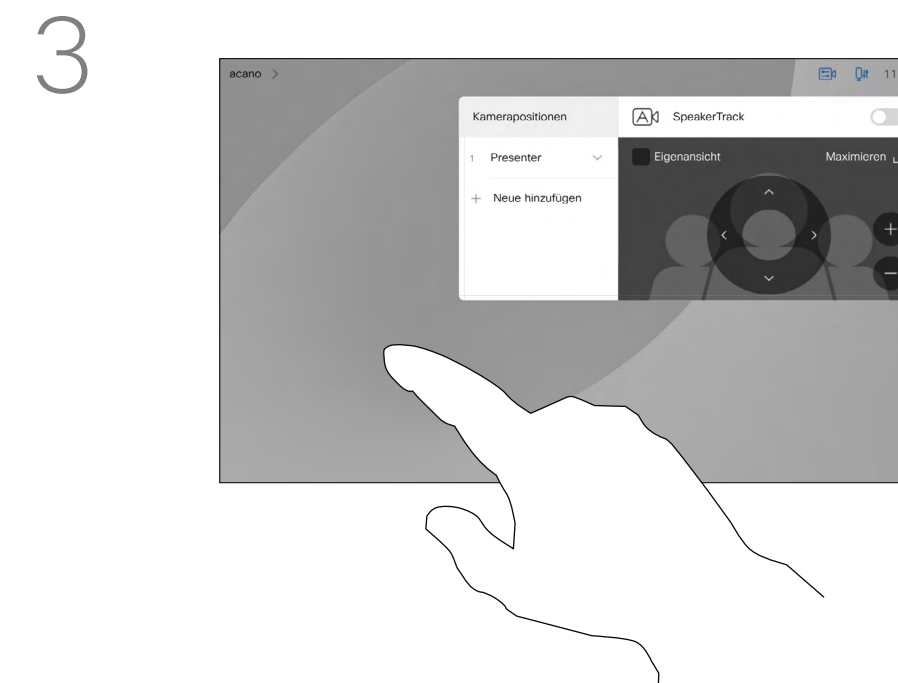 3
acano >
11
Kamerapositionen
SpeakerTrack
1 Presenter
Eigenansicht
Maximieren
+ Neue hinzufügen